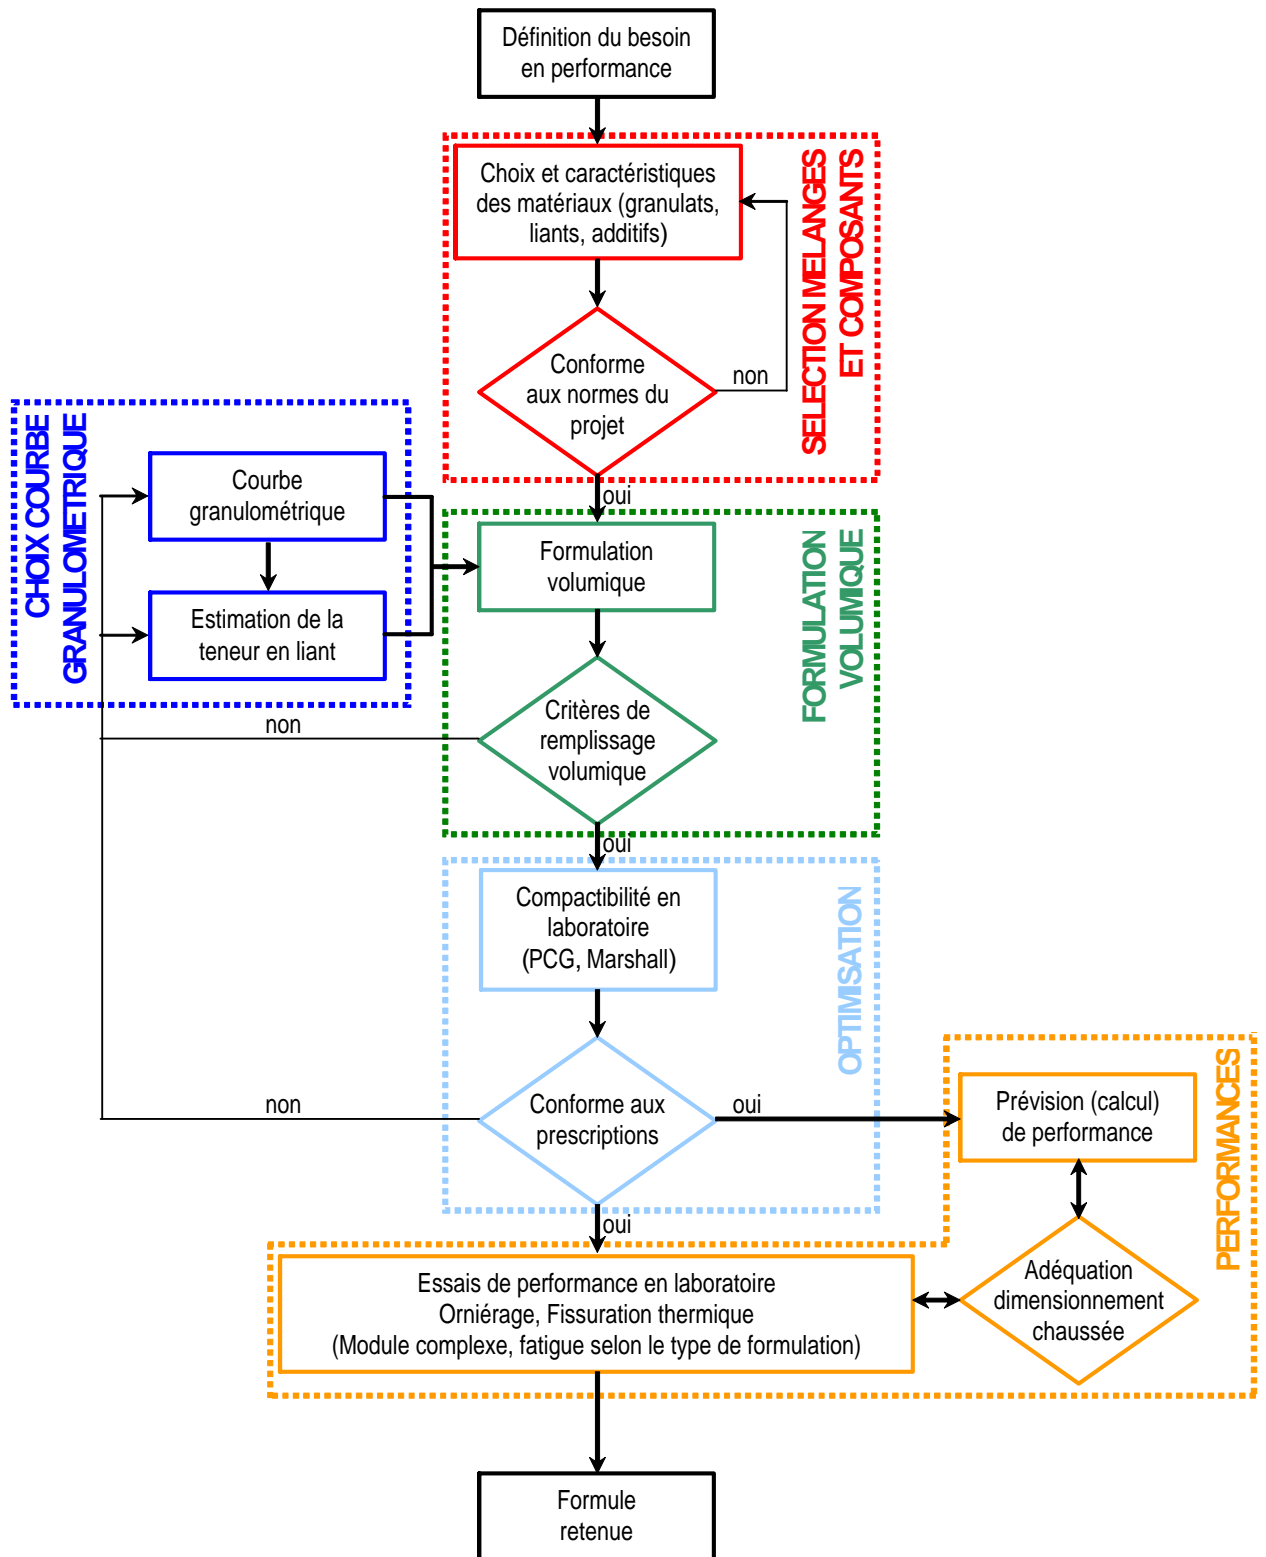 Définition du besoin
en performance
Choix et caractéristiques
des matériaux (granulats,
liants, additifs)
SELECTION MELANGES
ET COMPOSANTS
Conforme
aux normes du
projet
non
oui
CHOIX COURBE
GRANULOMETRIQUE
Courbe
granulométrique
Estimation de la
teneur en liant
Formulation
volumique
FORMULATION
VOLUMIQUE
Critères de
remplissage
volumique
non
oui
Compactibilité en
laboratoire
(PCG, Marshall)
OPTIMISATION
Conforme aux
prescriptions
non
oui
oui
Prévision (calcul)
de performance
PERFORMANCES
Adéquation
dimensionnement
chaussée
Essais de performance en laboratoire
Orniérage, Fissuration thermique
(Module complexe, fatigue selon le type de formulation)
Formule
retenue